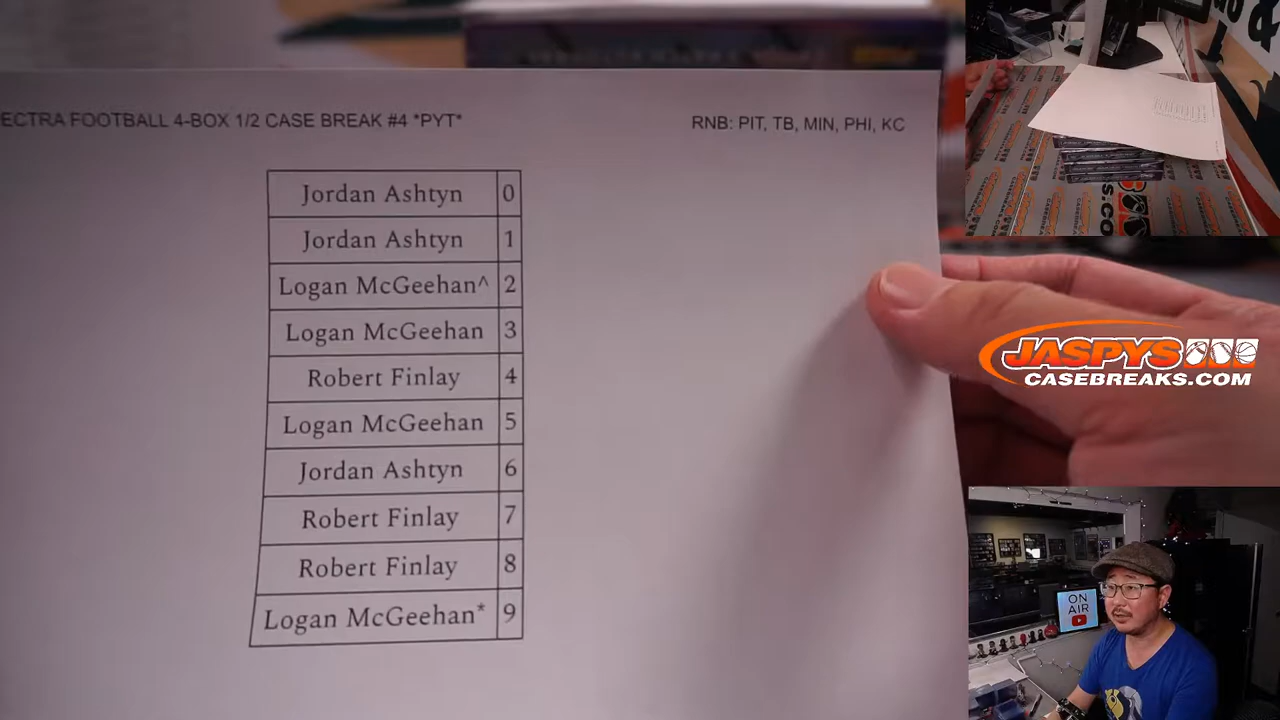 ECTRA FOOTBALL 4-BOX 1/2 CASE BREAK #4 *PYT*
RNB: PIT, TB, MIN, PHI, KC
Jordan Ashtyn 0
Jordan Ashtyn 1
Logan McGeehan^ 2
Logan McGeehan 3
Robert Finlay 4
Logan McGeehan 5
Jordan Ashtyn 6
Robert Finlay 7
Robert Finlay 8
Logan McGeehan* 9
JASPYS
CASEBREAKS.COM
ON
AIR